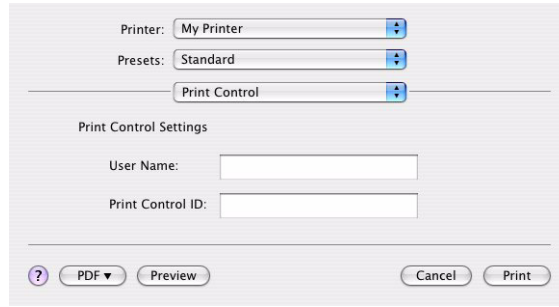 Printer: My Printer
Presets: Standard
Print Control
Print Control Settings
User Name:
Print Control ID:
? PDF ▼ Preview Cancel Print